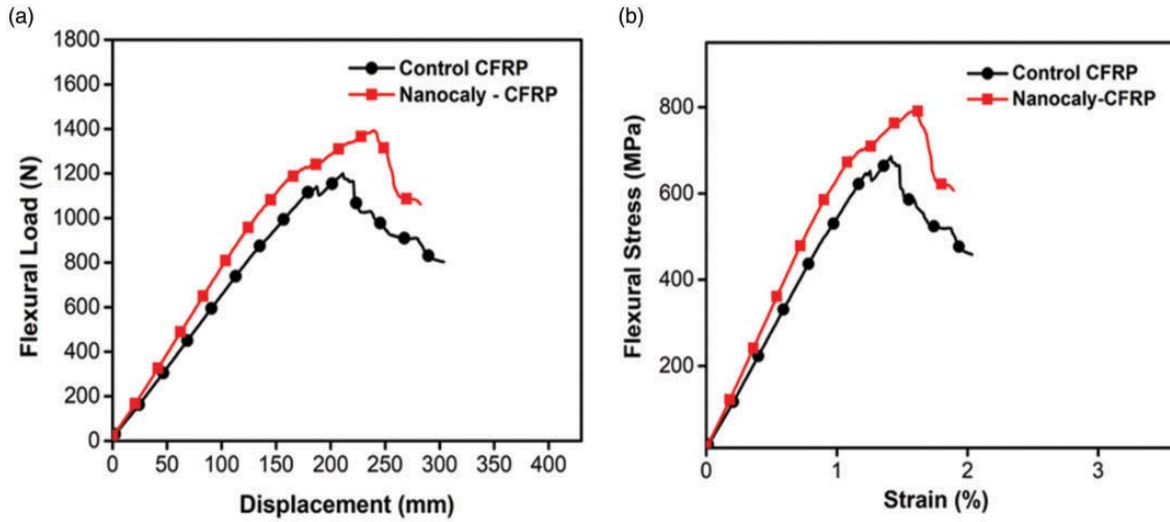 (a)
Flexural Load (N)
1800
1600
1400
1200
1000
800
600
400
200
0
Control CFRP
Nanocaly - CFRP
0 50 100 150 200 250 300 350 400
Displacement (mm)
(b)
Flexural Stress (MPa)
800
600
400
200
Control CFRP
Nanocaly-CFRP
0 1 2 3
Strain (%)